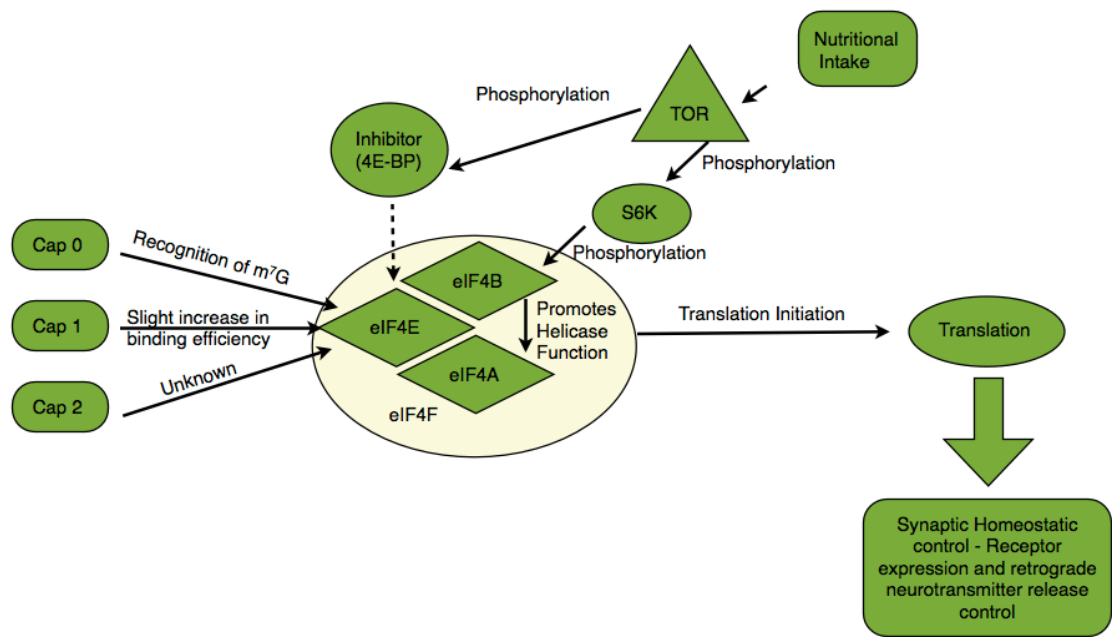 Nutritional
Intake
TOR
Phosphorylation
Inhibitor
(4E-BP)
Phosphorylation
S6K
Phosphorylation
Cap 0
Recognition of m⁷G
Cap 1
Slight increase in
binding efficiency
Cap 2
Unknown
eIF4B
eIF4E
Promotes
Helicase
Function
eIF4A
eIF4F
Translation Initiation
Translation
Synaptic Homeostatic
control - Receptor
expression and retrograde
neurotransmitter release
control